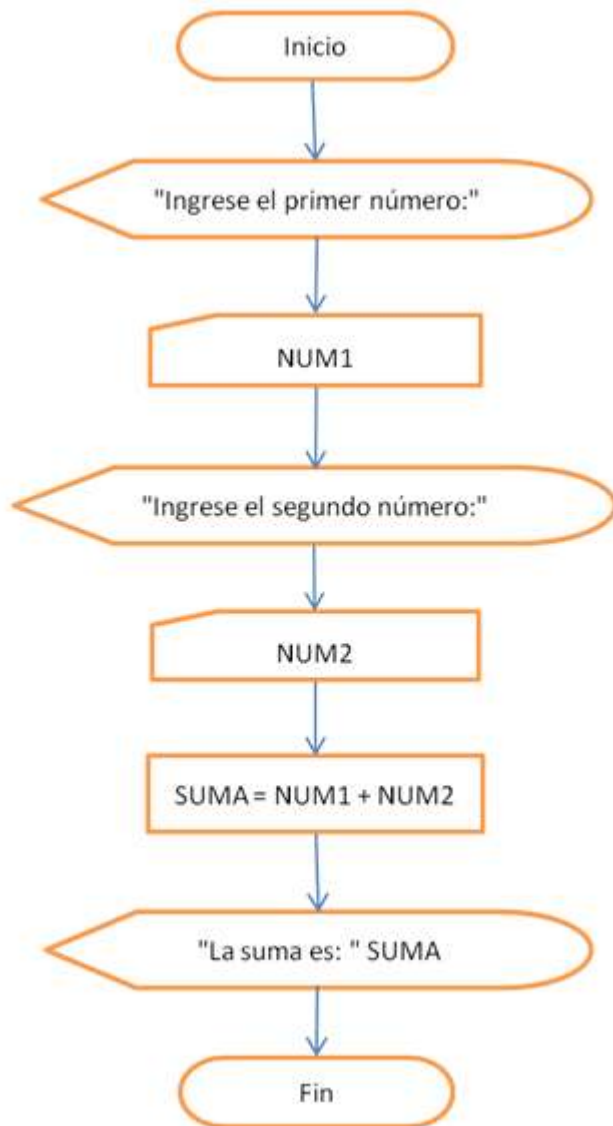 Inicio
"Ingrese el primer número:"
NUM1
"Ingrese el segundo número:"
NUM2
SUMA = NUM1 + NUM2
"La suma es: " SUMA
Fin